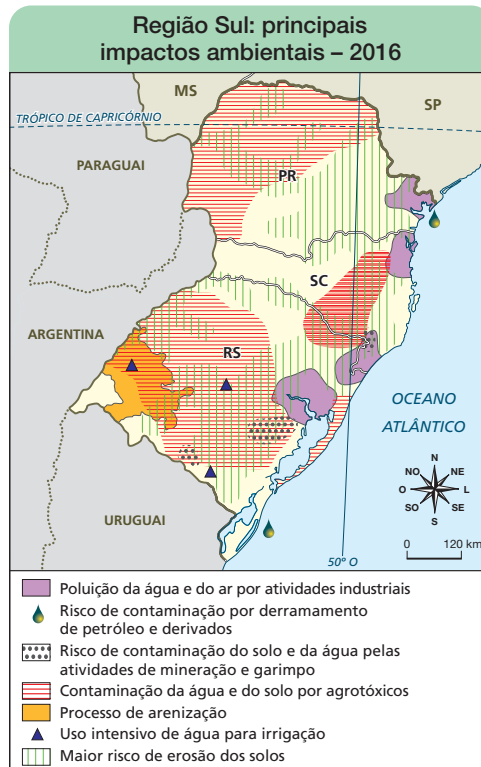 Região Sul: principais
impactos ambientais – 2016
MS
SP
TRÓPICO DE CAPRICÓRNIO
PARAGUAI
PR
SC
ARGENTINA
RS
OCEANO
ATLÂNTICO
N
NO
NE
O
L
SO
SE
S
URUGUAI
50º O
0
120 km
Poluição da água e do ar por atividades industriais
Risco de contaminação por derramamento
de petróleo e derivados
Risco de contaminação do solo e da água pelas
atividades de mineração e garimpo
Contaminação da água e do solo por agrotóxicos
Processo de arenização
Uso intensivo de água para irrigação
Maior risco de erosão dos solos